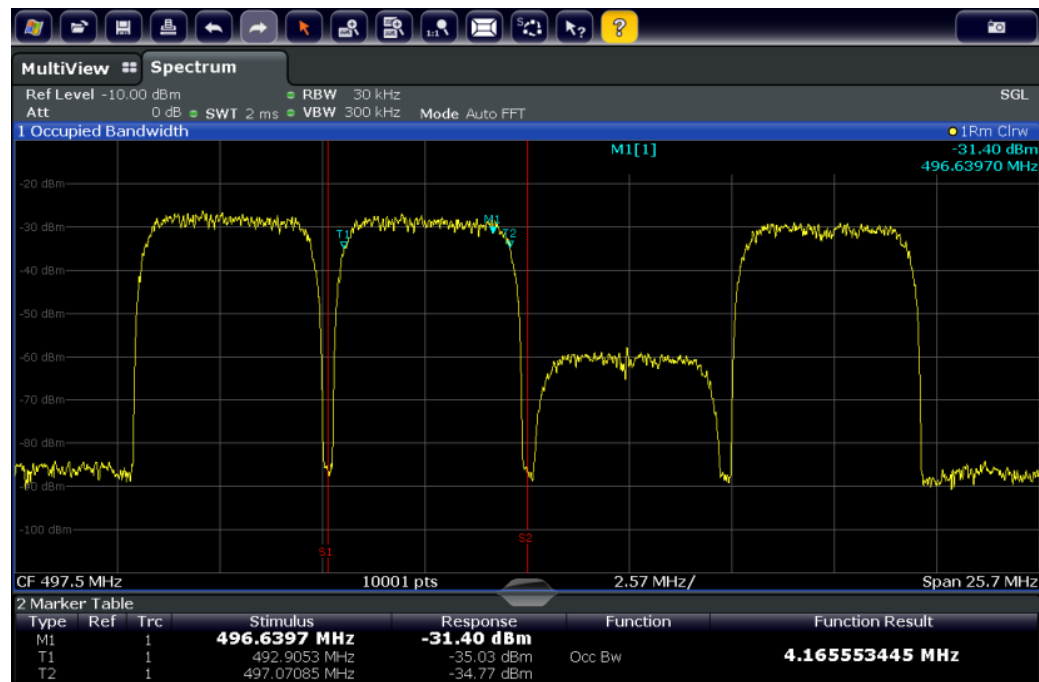 1:1 S ? ?
MultiView Spectrum
Ref Level -10.00 dBm RBW 30 kHz SGL
Att 0 dB SWT 2 ms VBW 300 kHz Mode Auto FFT
1 Occupied Bandwidth 1Rm Clrw
M1[1] -31.40 dBm
496.63970 MHz
-20 dBm
M1
-30 dBm
T1 T2
-40 dBm
-50 dBm
-60 dBm
-70 dBm
-80 dBm
-90 dBm
-100 dBm
S1 S2
CF 497.5 MHz 10001 pts 2.57 MHz/ Span 25.7 MHz
2 Marker Table
Type Ref Trc Stimulus Response Function Function Result
M1 1 496.6397 MHz -31.40 dBm
T1 1 492.9053 MHz -35.03 dBm Occ Bw 4.165553445 MHz
T2 1 497.07085 MHz -34.77 dBm